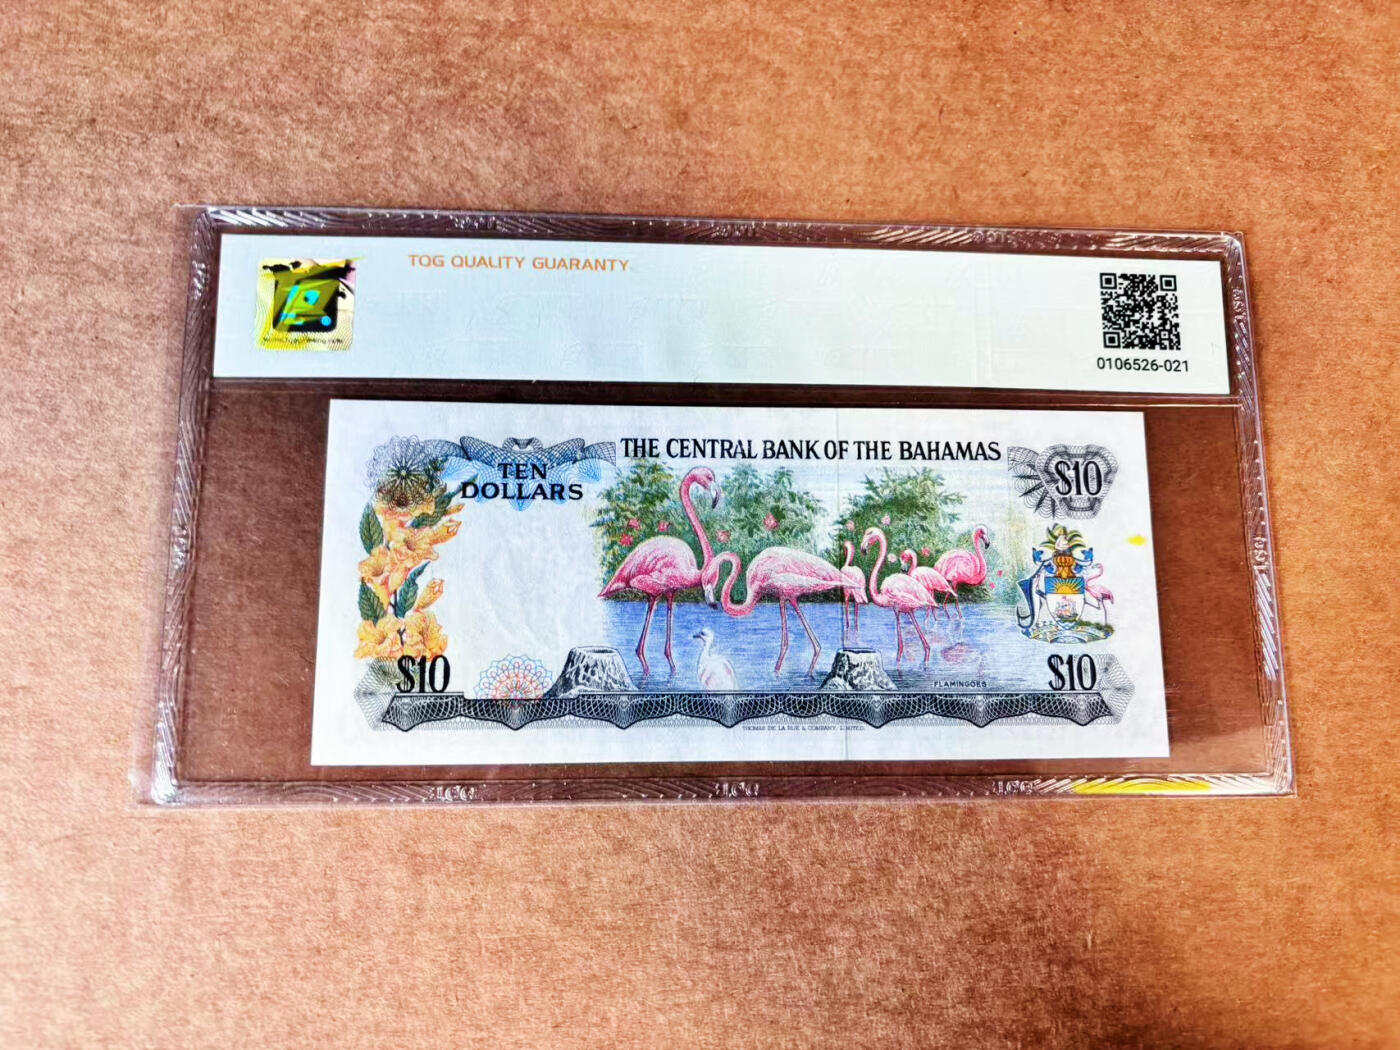 TQG QUALITY GUARANTY
0106526-021
THE CENTRAL BANK OF THE BAHAMAS
TEN
DOLLARS
$10
$10
FLAMINGOES
$10
THOMAS DE LA RUE & COMPANY, LIMITED.